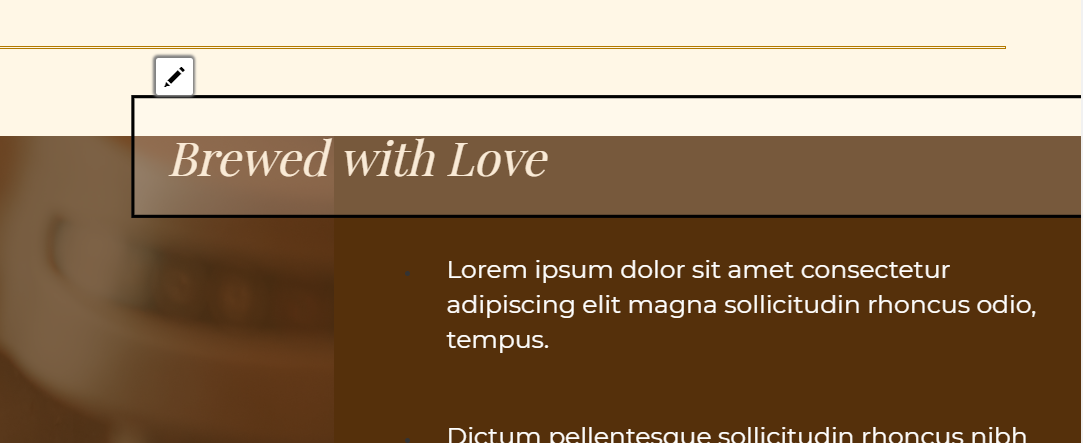 Brewed with Love
Lorem ipsum dolor sit amet consectetur
adipiscing elit magna sollicitudin rhoncus odio,
tempus.
Dictum pellentesque sollicitudin rhoncus nibh